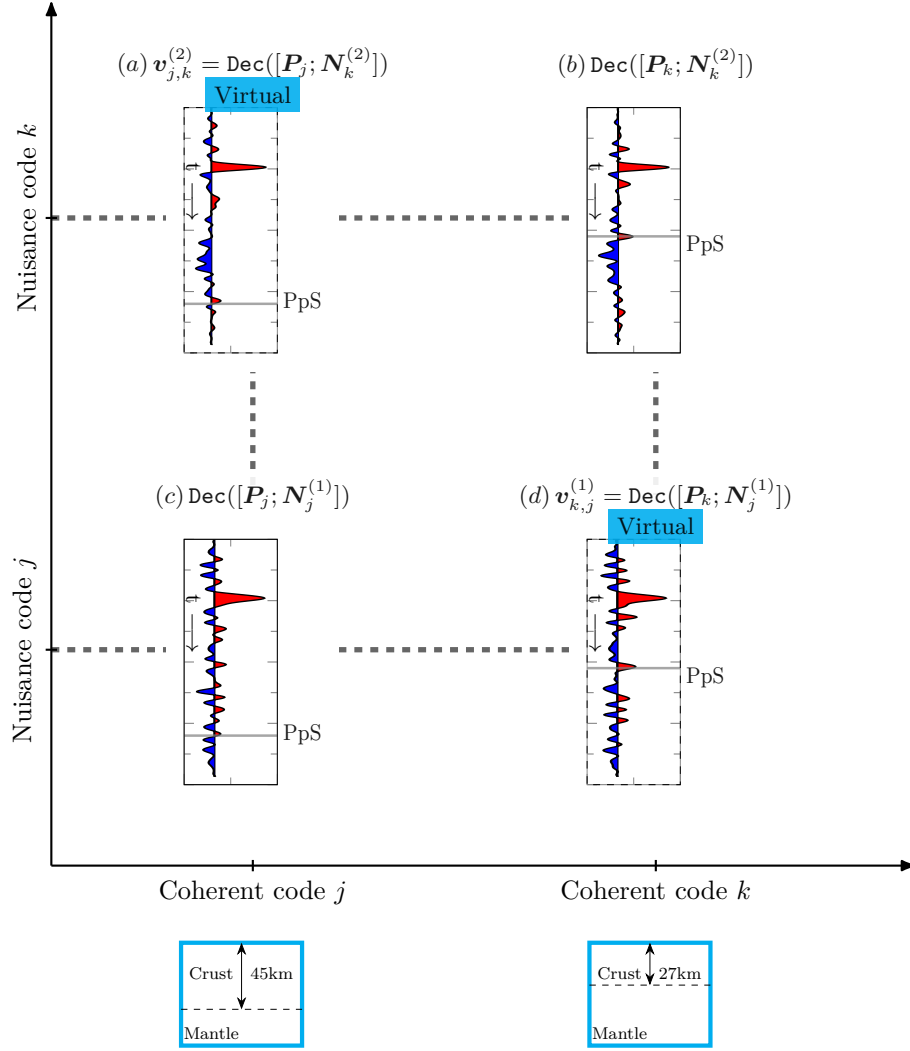 (a) v_{j,k}^{(2)} = Dec([P_j; N_k^{(2)}])
Virtual
t
PpS
(b) Dec([P_k; N_k^{(2)}])
PpS
Nuisance code k
(c) Dec([P_j; N_j^{(1)}])
t
PpS
(d) v_{k,j}^{(1)} = Dec([P_k; N_j^{(1)}])
Virtual
t
PpS
Nuisance code j
Coherent code j
Coherent code k
Crust 45km
Mantle
Crust 27km
Mantle